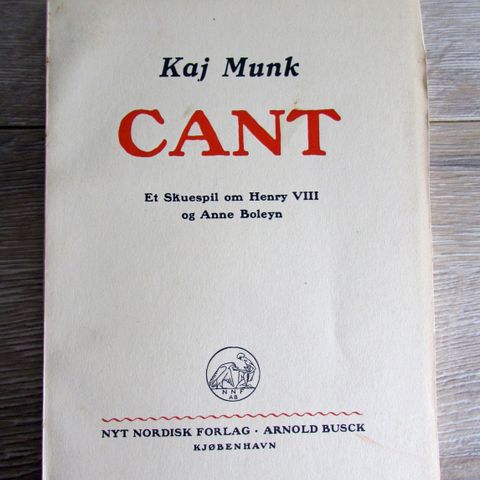 Kaj Munk
CANT
Et Skuespil om Henry VIII
og Anne Boleyn
NNF
AB
NYT NORDISK FORLAG · ARNOLD BUSCK
KJØBENHAVN